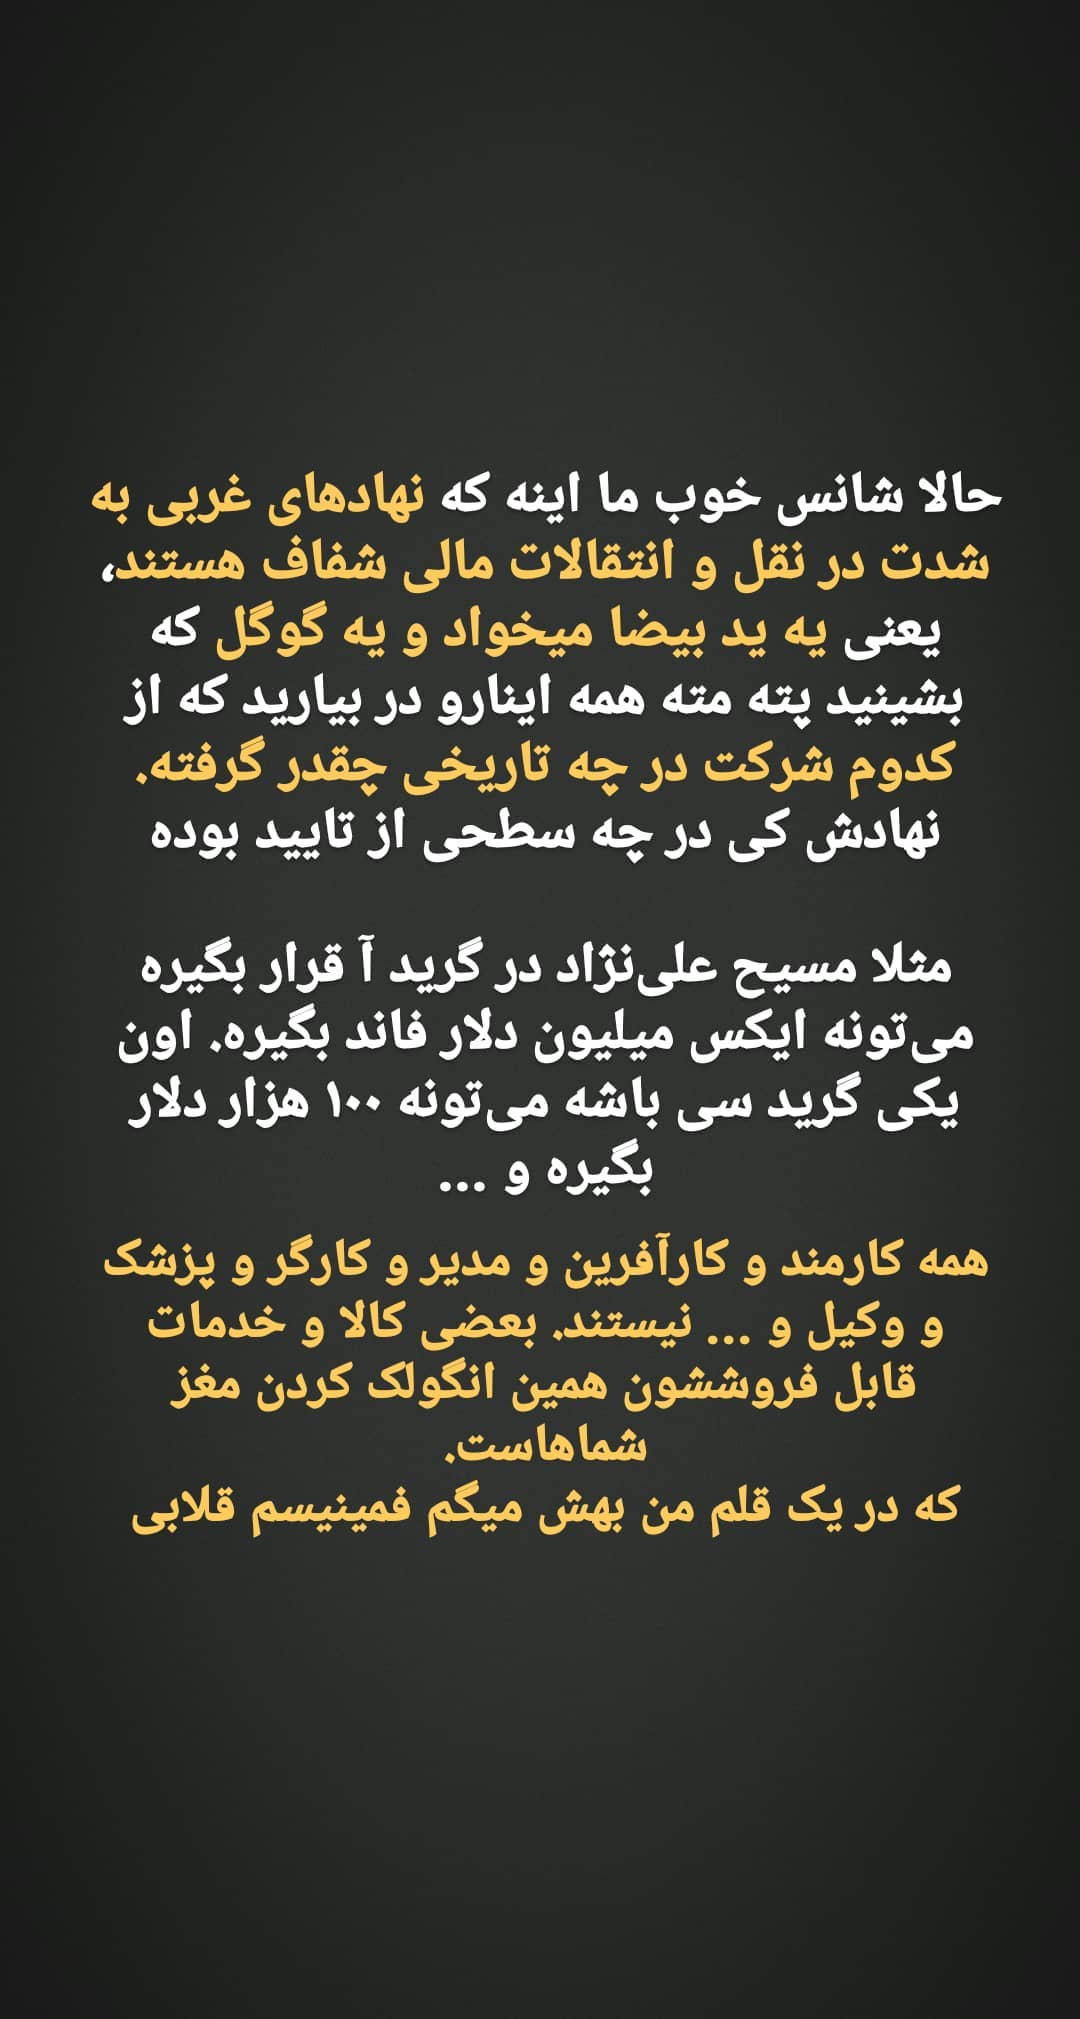 حالا شانس خوب ما اینه که نهادهای غربی به
شدت در نقل و انتقالات مالی شفاف هستند،
یعنی یه ید بیضا میخواد و یه گوگل که
بشینید پته مته همه اینارو در بیارید که از
کدوم شرکت در چه تاریخی چقدر گرفته.
نهادش کی در چه سطحی از تایید بوده
مثلا مسیح علی‌نژاد در گرید آ قرار بگیره
می‌تونه ایکس میلیون دلار فاند بگیره. اون
یکی گرید سی باشه می‌تونه ۱۰۰ هزار دلار
بگیره و ...
همه کارمند و کارآفرین و مدیر و کارگر و پزشک
و وکیل و ... نیستند. بعضی کالا و خدمات
قابل فروششون همین انگولک کردن مغز
شماهاست.
که در یک قلم من بهش میگم فمینیسم قلابی